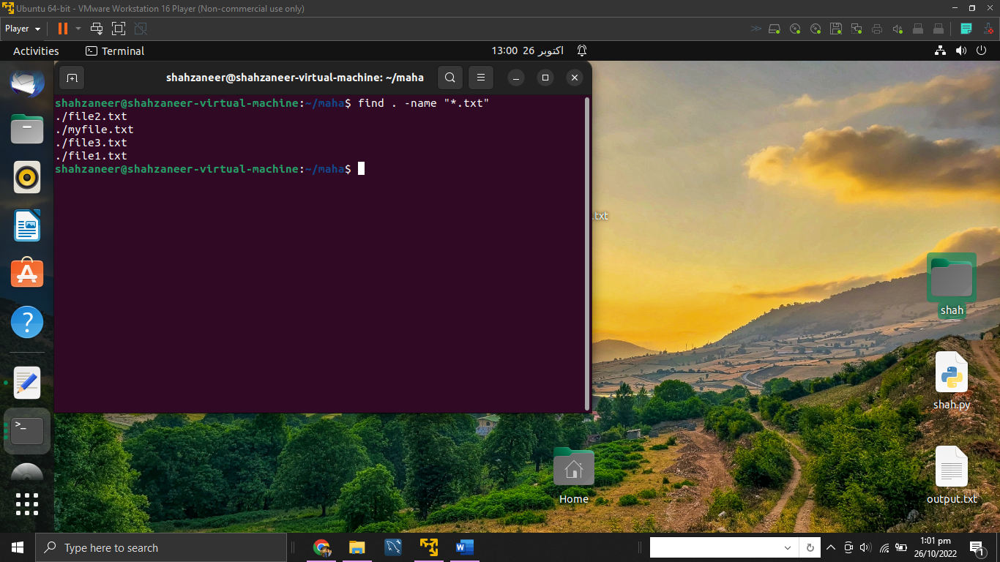 Ubuntu 64-bit - VMware Workstation 16 Player (Non-commercial use only)
Player
Activities
Terminal
26 اکتوبر 13:00
shahzaneer@shahzaneer-virtual-machine: ~/maha
shahzaneer@shahzaneer-virtual-machine:~/maha$ find . -name "*.txt"
./file2.txt
./myfile.txt
./file3.txt
./file1.txt
shahzaneer@shahzaneer-virtual-machine:~/maha$
.txt
shah
shah.py
Home
output.txt
Type here to search
1:01 pm
26/10/2022
1